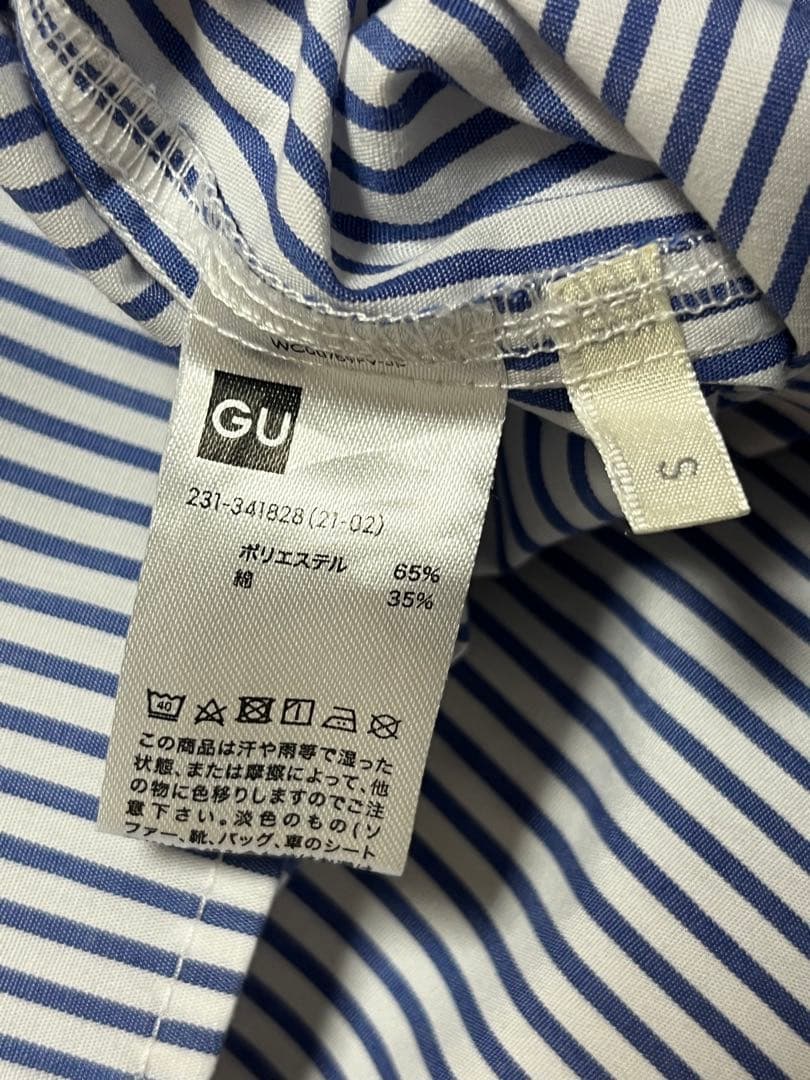 GU
231-341828(21-02)
ポリエステル 65%
綿 35%
40
この商品は汗や雨等で湿った
状態、または摩擦によって、他
の物に色移りしますのでご注
意下さい。淡色のもの(ソ
ファー、靴、バッグ、車のシート
S